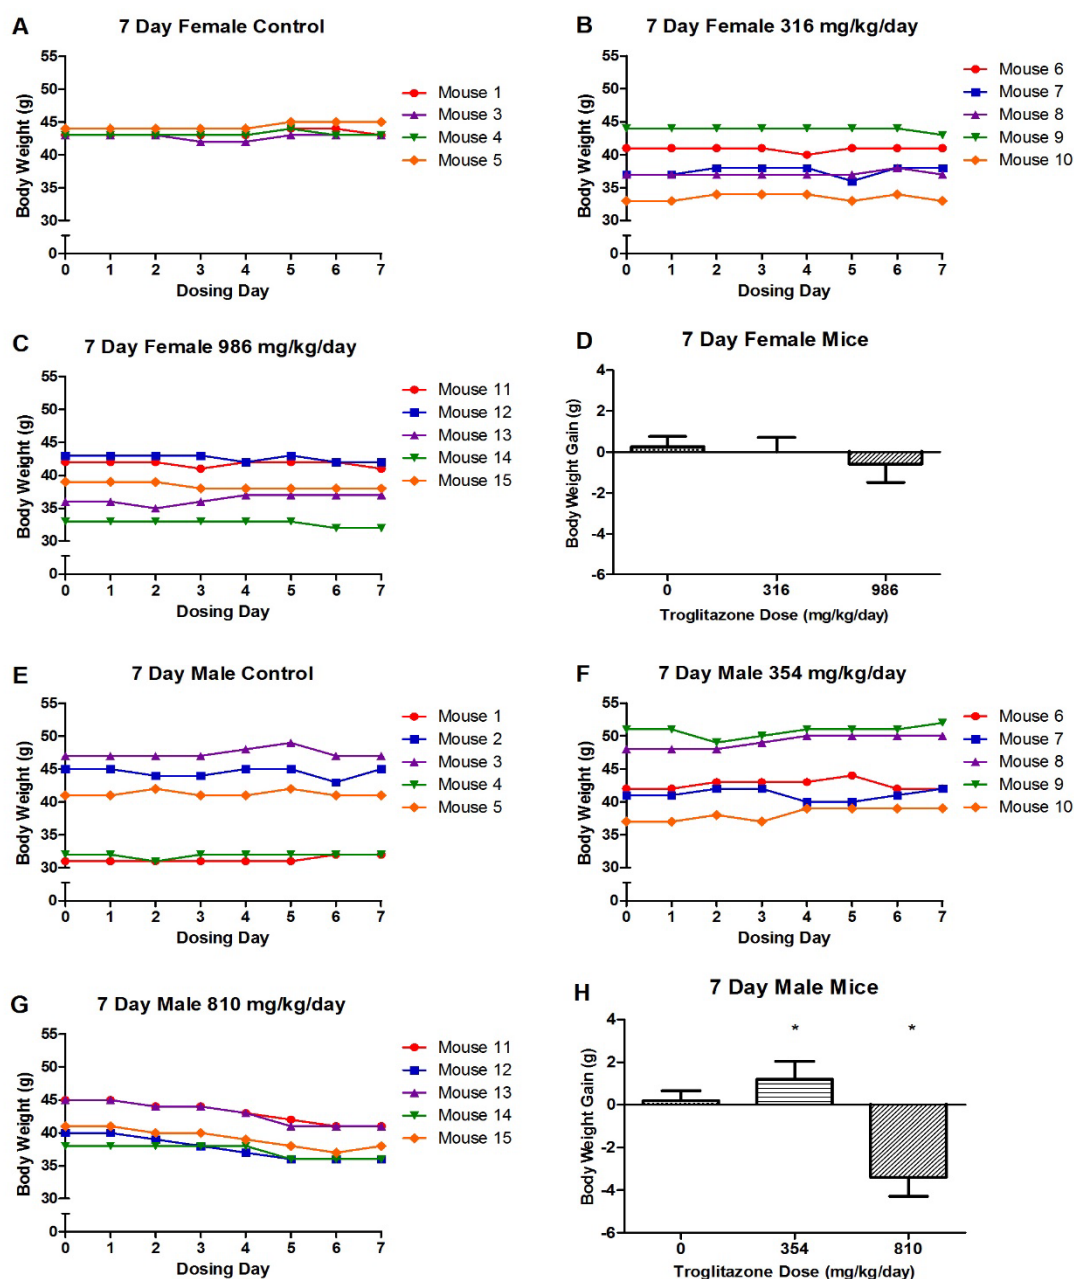 A
7 Day Female Control
55
50
45
40
35
30
0
Body Weight (g)
0 1 2 3 4 5 6 7
Dosing Day
Mouse 1
Mouse 3
Mouse 4
Mouse 5
B
7 Day Female 316 mg/kg/day
55
50
45
40
35
30
0
Body Weight (g)
0 1 2 3 4 5 6 7
Dosing Day
Mouse 6
Mouse 7
Mouse 8
Mouse 9
Mouse 10
C
7 Day Female 986 mg/kg/day
55
50
45
40
35
30
0
Body Weight (g)
0 1 2 3 4 5 6 7
Dosing Day
Mouse 11
Mouse 12
Mouse 13
Mouse 14
Mouse 15
D
7 Day Female Mice
4
2
0
-2
-4
-6
Body Weight Gain (g)
0 316 986
Troglitazone Dose (mg/kg/day)
E
7 Day Male Control
55
50
45
40
35
30
0
Body Weight (g)
0 1 2 3 4 5 6 7
Dosing Day
Mouse 1
Mouse 2
Mouse 3
Mouse 4
Mouse 5
F
7 Day Male 354 mg/kg/day
55
50
45
40
35
30
0
Body Weight (g)
0 1 2 3 4 5 6 7
Dosing Day
Mouse 6
Mouse 7
Mouse 8
Mouse 9
Mouse 10
G
7 Day Male 810 mg/kg/day
55
50
45
40
35
30
0
Body Weight (g)
0 1 2 3 4 5 6 7
Dosing Day
Mouse 11
Mouse 12
Mouse 13
Mouse 14
Mouse 15
H
7 Day Male Mice
4
2
0
-2
-4
-6
Body Weight Gain (g)
* *
0 354 810
Troglitazone Dose (mg/kg/day)